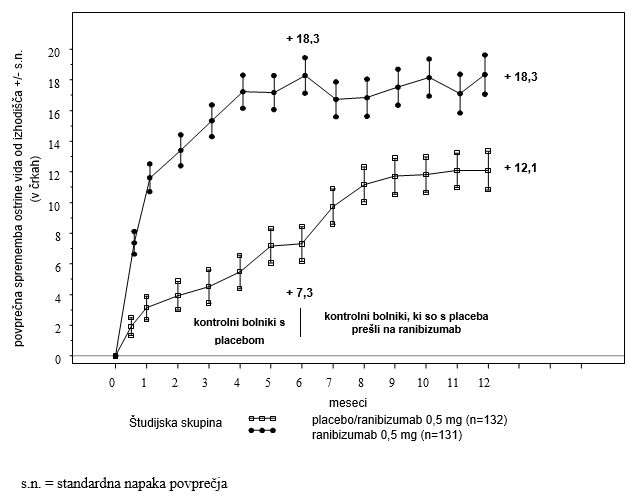 povprečna sprememba ostrine vida od izhodišča +/- s.n.
(v črkah)
20
18
16
14
12
10
8
6
4
2
0
+ 18,3
+ 18,3
+ 12,1
+ 7,3
kontrolni bolniki s
placebom
kontrolni bolniki, ki so s placeba
prešli na ranibizumab
0 1 2 3 4 5 6 7 8 9 10 11 12
meseci
Študijska skupina
placebo/ranibizumab 0,5 mg (n=132)
ranibizumab 0,5 mg (n=131)
s.n. = standardna napaka povprečja